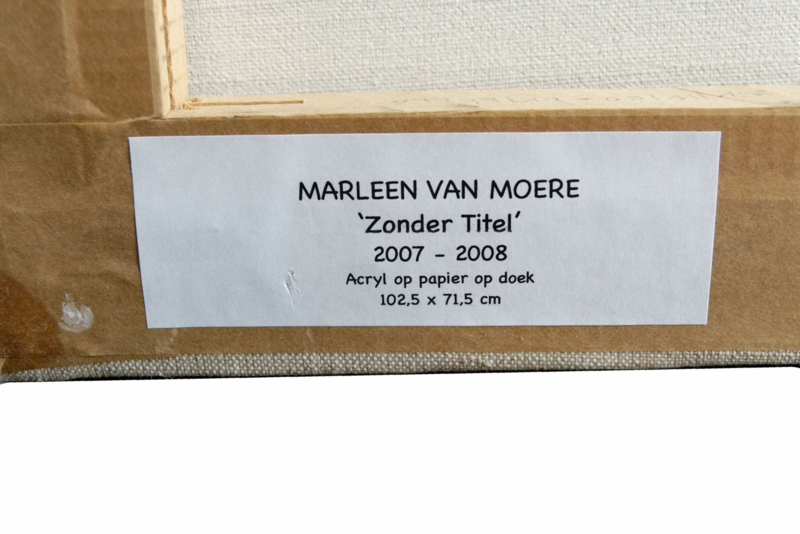 MARLEEN VAN MOERE
‘Zonder Titel’
2007 - 2008
Acryl op papier op doek
102,5 x 71,5 cm